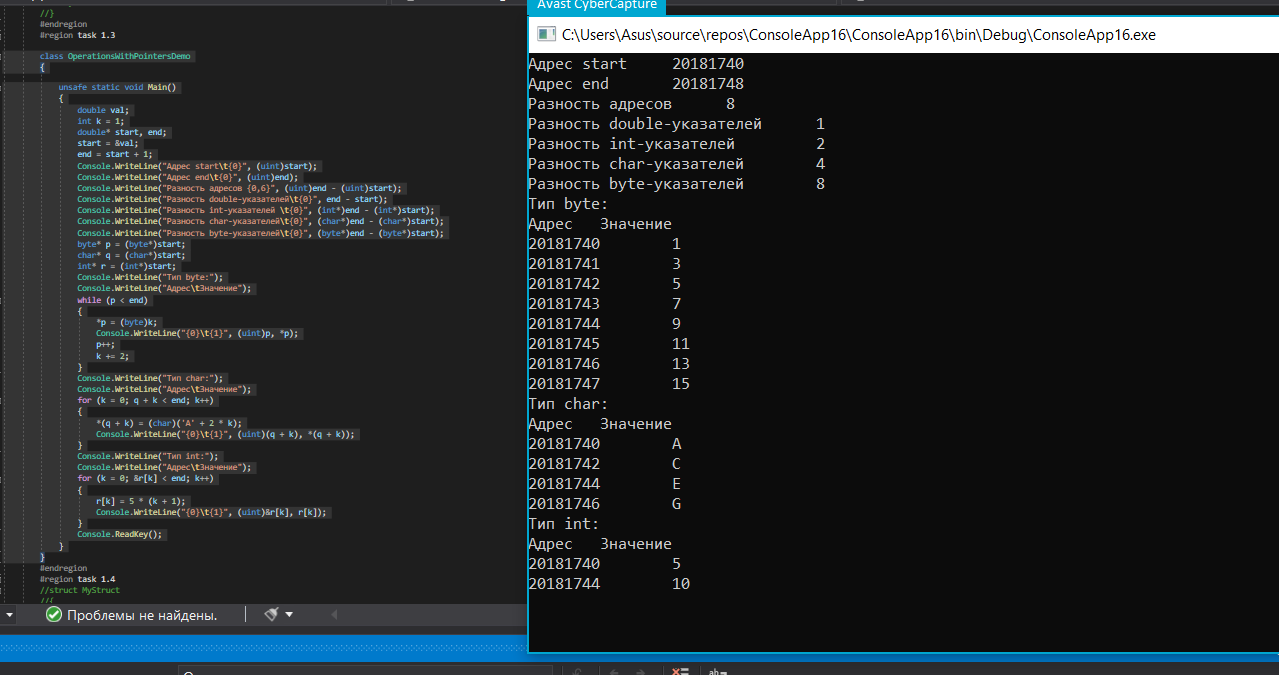 //}
#endregion
#region task 1.3
class OperationsWithPointersDemo
{
unsafe static void Main()
{
double val;
int k = 1;
double* start, end;
start = &val;
end = start + 1;
Console.WriteLine("Адрес start\t{0}", (uint)start);
Console.WriteLine("Адрес end\t{0}", (uint)end);
Console.WriteLine("Разность адресов {0,6}", (uint)end - (uint)start);
Console.WriteLine("Разность double-указателей\t{0}", end - start);
Console.WriteLine("Разность int-указателей \t{0}", (int*)end - (int*)start);
Console.WriteLine("Разность char-указателей\t{0}", (char*)end - (char*)start);
Console.WriteLine("Разность byte-указателей\t{0}", (byte*)end - (byte*)start);
byte* p = (byte*)start;
char* q = (char*)start;
int* r = (int*)start;
Console.WriteLine("Тип byte:");
Console.WriteLine("Адрес\tЗначение");
while (p < end)
{
*p = (byte)k;
Console.WriteLine("{0}\t{1}", (uint)p, *p);
p++;
k += 2;
}
Console.WriteLine("Тип char:");
Console.WriteLine("Адрес\tЗначение");
for (k = 0; q + k < end; k++)
{
*(q + k) = (char)('A' + 2 * k);
Console.WriteLine("{0}\t{1}", (uint)(q + k), *(q + k));
}
Console.WriteLine("Тип int:");
Console.WriteLine("Адрес\tЗначение");
for (k = 0; &r[k] < end; k++)
{
r[k] = 5 * (k + 1);
Console.WriteLine("{0}\t{1}", (uint)&r[k], r[k]);
}
Console.ReadKey();
}
}
#endregion
#region task 1.4
//struct MyStruct
//{
Проблемы не найдены.
Avast CyberCapture
C:\Users\Asus\source\repos\ConsoleApp16\ConsoleApp16\bin\Debug\ConsoleApp16.exe
Адрес start 20181740
Адрес end 20181748
Разность адресов 8
Разность double-указателей 1
Разность int-указателей 2
Разность char-указателей 4
Разность byte-указателей 8
Тип byte:
Адрес Значение
20181740 1
20181741 3
20181742 5
20181743 7
20181744 9
20181745 11
20181746 13
20181747 15
Тип char:
Адрес Значение
20181740 A
20181742 C
20181744 E
20181746 G
Тип int:
Адрес Значение
20181740 5
20181744 10